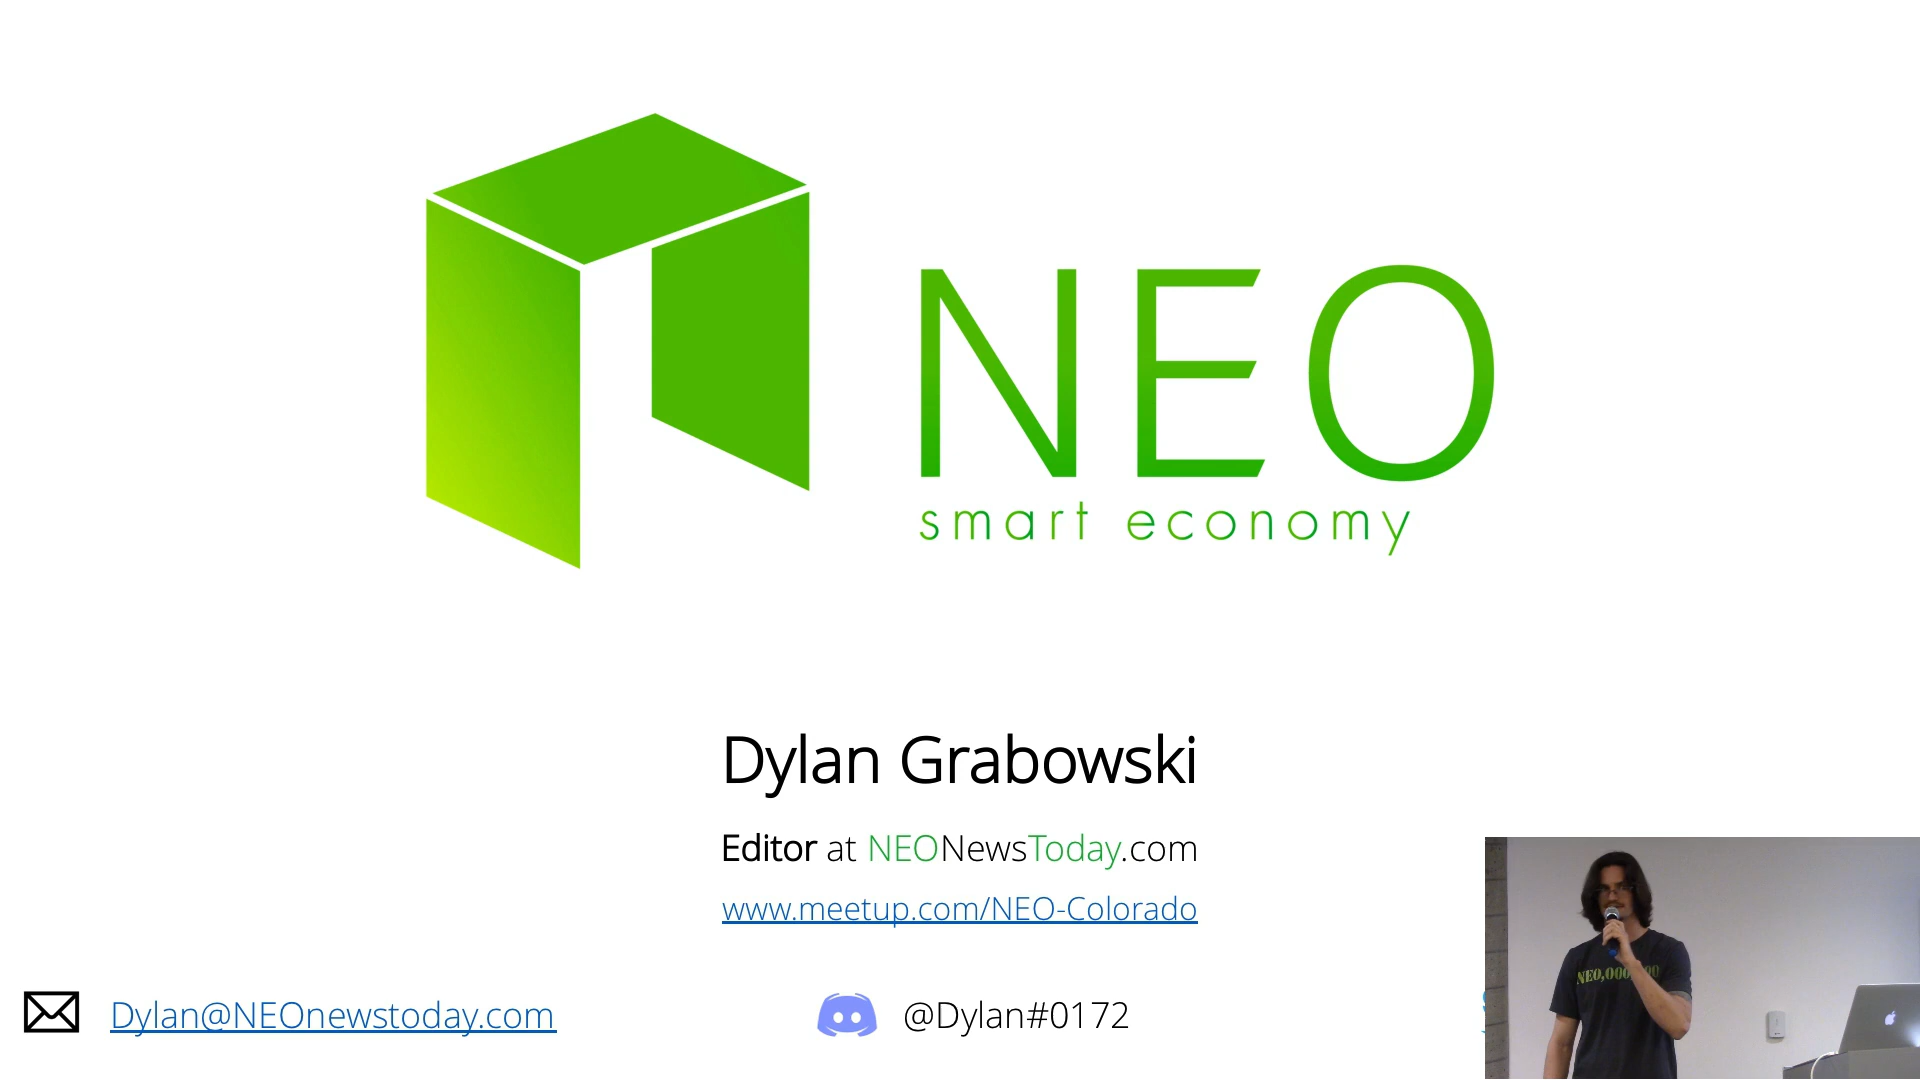 NEO
smart economy
Dylan Grabowski
Editor at NEONewsToday.com
www.meetup.com/NEO-Colorado
Dylan@NEOnewstoday.com
@Dylan#0172